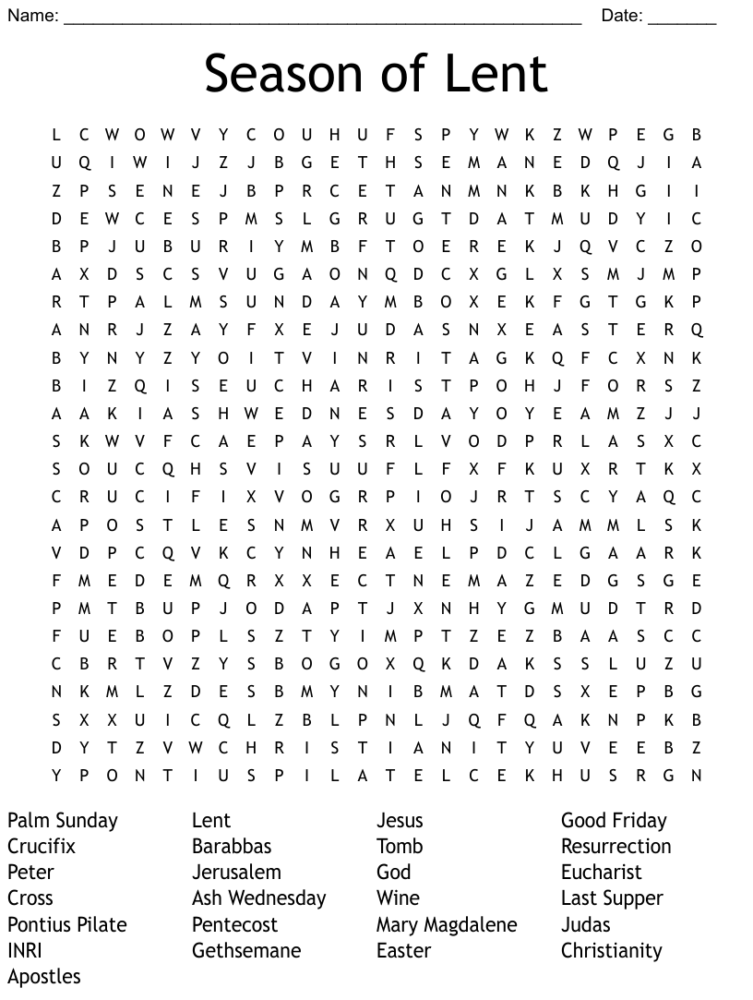 Name: ______________________________________________________ Date: _______
Season of Lent
L C W O W V Y C O U H U F S P Y W K Z W P E G B
U Q I W I J Z J B G E T H S E M A N E D Q J I A
Z P S E N E J B P R C E T A N M N K B K H G I I
D E W C E S P M S L G R U G T D A T M U D Y I C
B P J U B U R I Y M B F T O E R E K J Q V C Z O
A X D S C S V U G A O N Q D C X G L X S M J M P
R T P A L M S U N D A Y M B O X E K F G T G K P
A N R J Z A Y F X E J U D A S N X E A S T E R Q
B Y N Y Z Y O I T V I N R I T A G K Q F C X N K
B I Z Q I S E U C H A R I S T P O H J F O R S Z
A A K I A S H W E D N E S D A Y O Y E A M Z J J
S K W V F C A E P A Y S R L V O D P R L A S X C
S O U C Q H S V I S U U F L F X F K U X R T K X
C R U C I F I X V O G R P I O J R T S C Y A Q C
A P O S T L E S N M V R X U H S I J A M M L S K
V D P C Q V K C Y N H E A E L P D C L G A A R K
F M E D E M Q R X X E C T N E M A Z E D G S G E
P M T B U P J O D A P T J X N H Y G M U D T R D
F U E B O P L S Z T Y I M P T Z E Z B A A S C C
C B R T V Z Y S B O G O X Q K D A K S S L U Z U
N K M L Z D E S B M Y N I B M A T D S X E P B G
S X X U I C Q L Z B L P N L J Q F Q A K N P K B
D Y T Z V W C H R I S T I A N I T Y U V E E B Z
Y P O N T I U S P I L A T E L C E K H U S R G N
Palm Sunday Lent Jesus Good Friday
Crucifix Barabbas Tomb Resurrection
Peter Jerusalem God Eucharist
Cross Ash Wednesday Wine Last Supper
Pontius Pilate Pentecost Mary Magdalene Judas
INRI Gethsemane Easter Christianity
Apostles